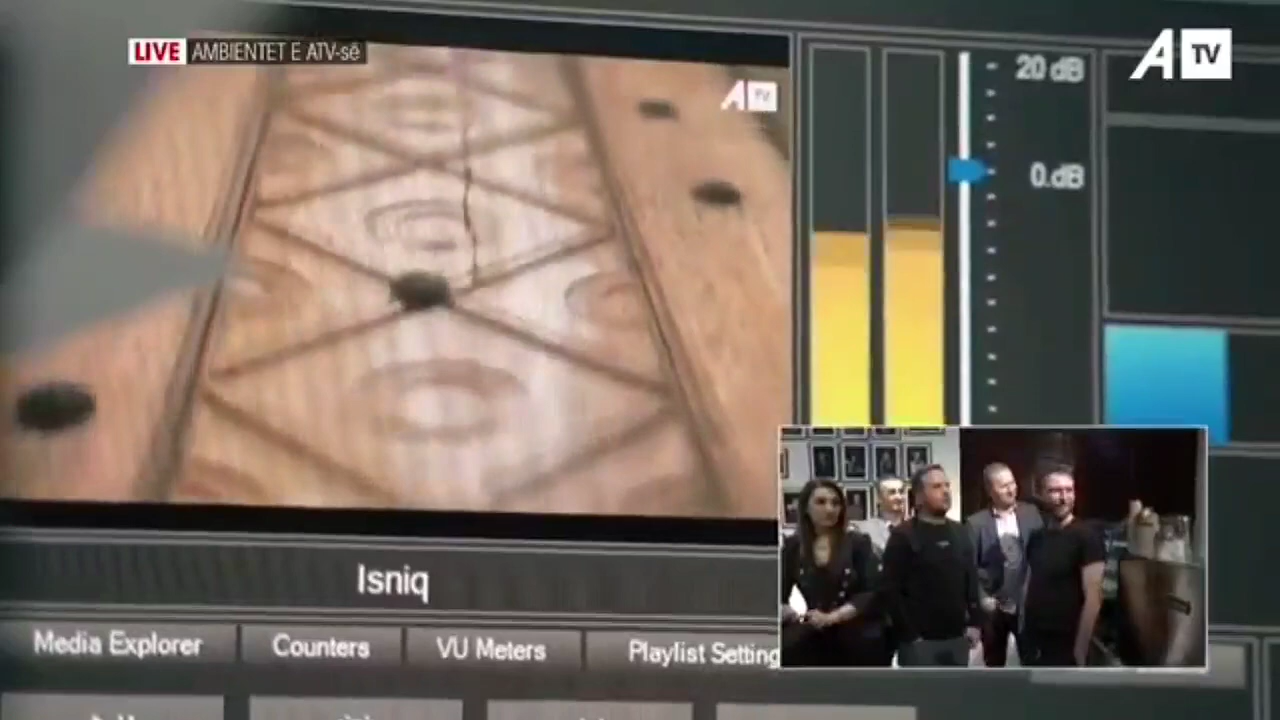 LIVE AMBIENTET E ATV-së
A TV
A TV
20 dB
0.dB
Isniq
Media Explorer
Counters
VU Meters
Playlist Setting